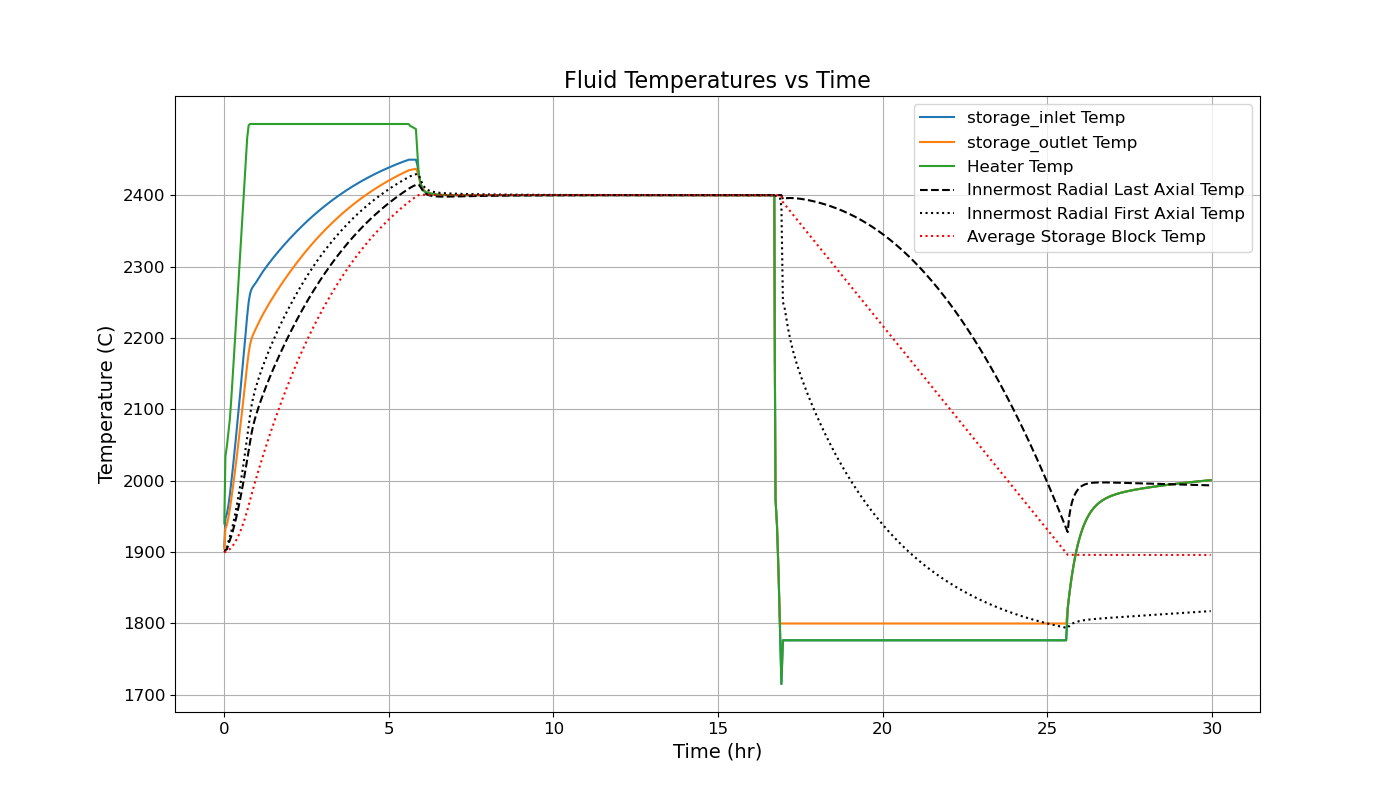 Fluid Temperatures vs Time
storage_inlet Temp
storage_outlet Temp
Heater Temp
Innermost Radial Last Axial Temp
Innermost Radial First Axial Temp
Average Storage Block Temp
Temperature (C)
2400
2300
2200
2100
2000
1900
1800
1700
0 5 10 15 20 25 30
Time (hr)